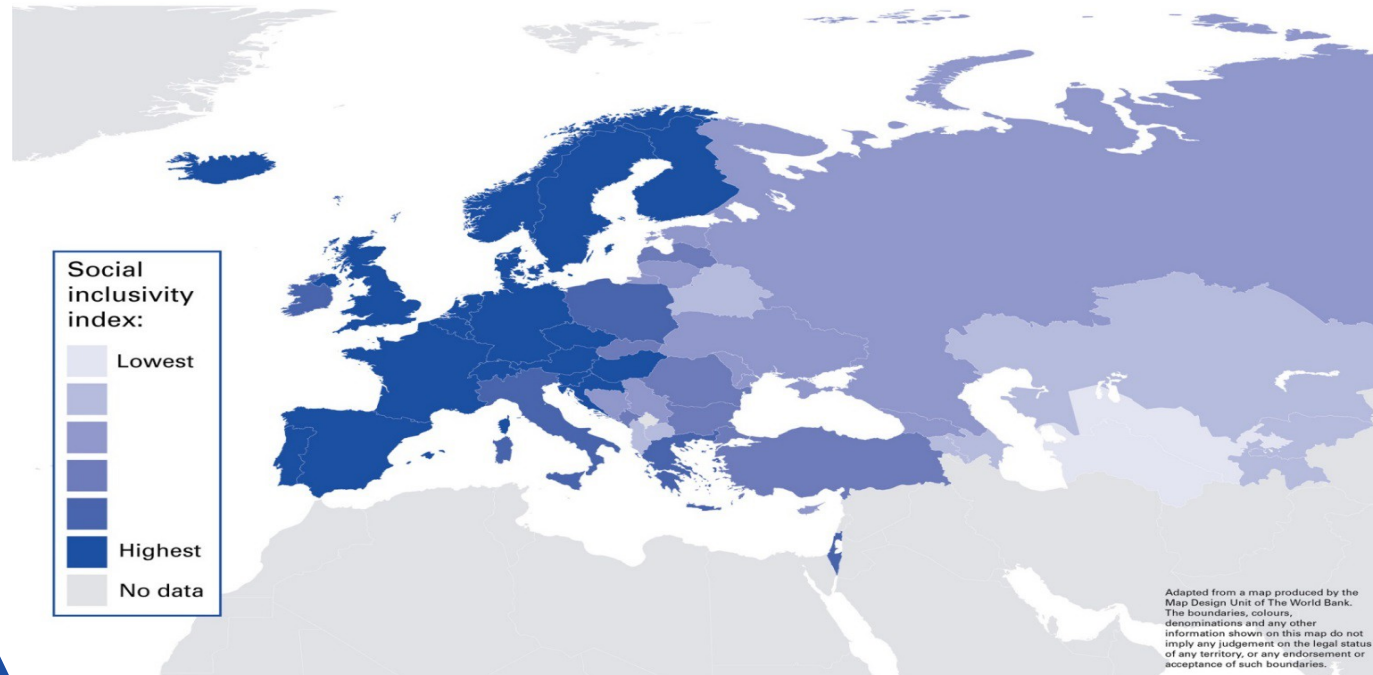 Social
inclusivity
index:
Lowest
Highest
No data
Adapted from a map produced by the
Map Design Unit of The World Bank.
The boundaries, colours,
denominations and any other
information shown on this map do not
imply any judgement on the legal status
of any territory, or any endorsement or
acceptance of such boundaries.